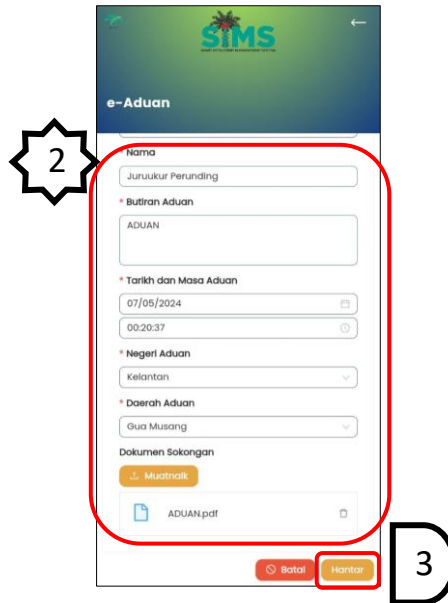 SIMS
e-Aduan
2
* Nama
Juruukur Perunding
* Butiran Aduan
ADUAN
* Tarikh dan Masa Aduan
07/05/2024
00:20:37
* Negeri Aduan
Kelantan
* Daerah Aduan
Gua Musang
Dokumen Sokongan
Muatnaik
ADUAN.pdf
Batal
Hantar
3